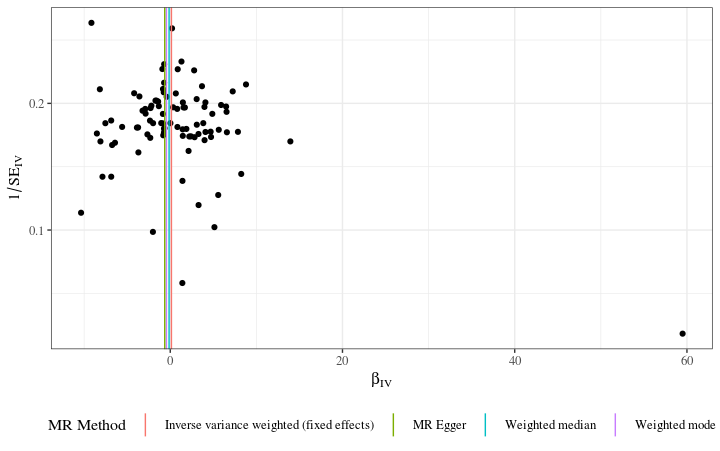 0.2
0.1
1/SE_IV
0 20 40 60
β_IV
MR Method Inverse variance weighted (fixed effects) MR Egger Weighted median Weighted mode